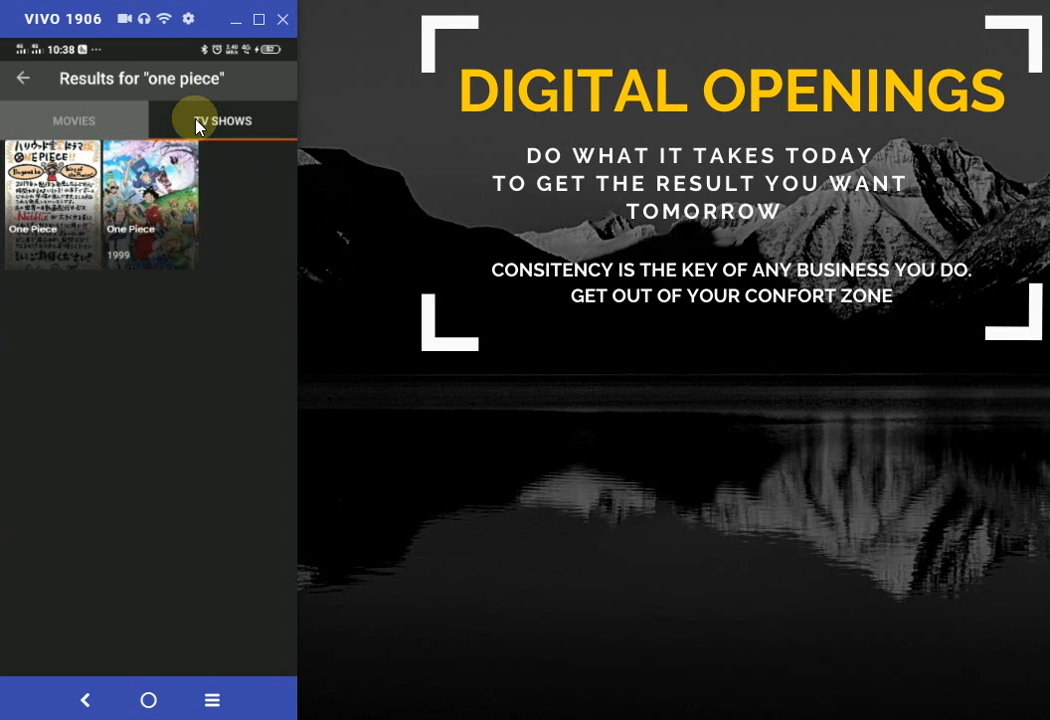 VIVO 1906
10:38
Results for "one piece"
MOVIES
TV SHOWS
One Piece
One Piece
1999
DIGITAL OPENINGS
DO WHAT IT TAKES TODAY
TO GET THE RESULT YOU WANT
TOMORROW
CONSITENCY IS THE KEY OF ANY BUSINESS YOU DO.
GET OUT OF YOUR CONFORT ZONE